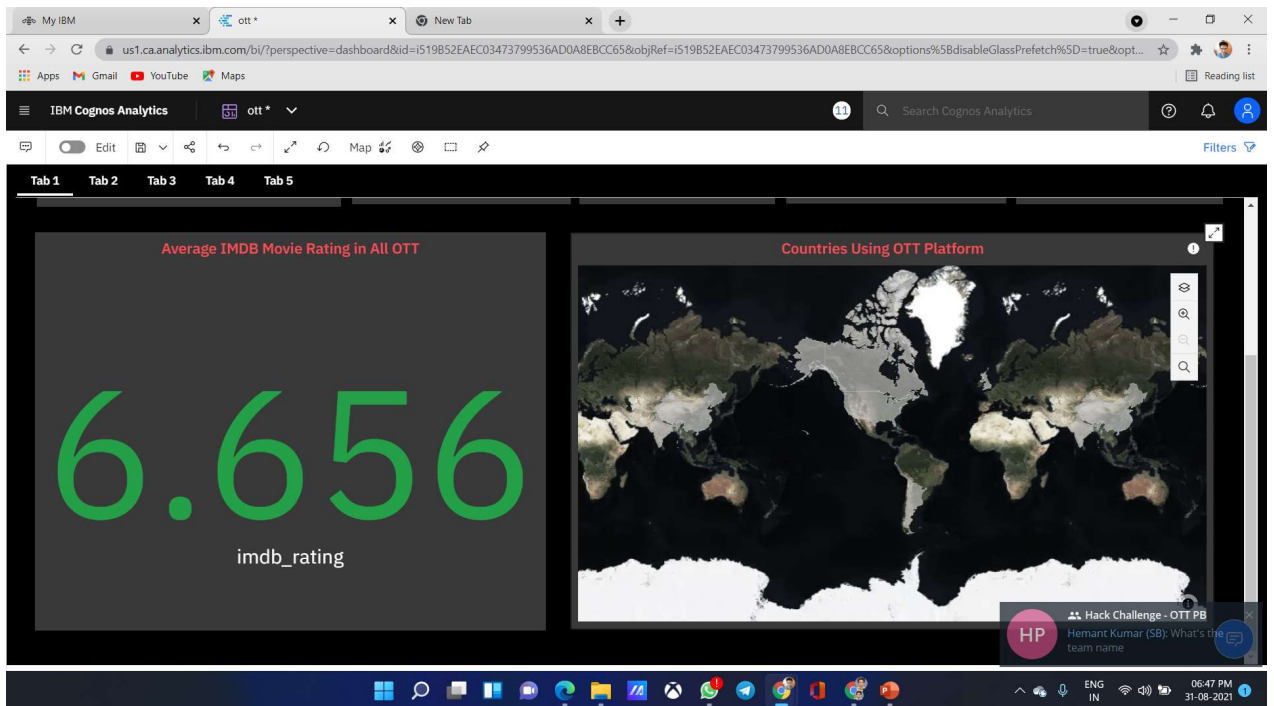 My IBM
ott *
New Tab
us1.ca.analytics.ibm.com/bi/?perspective=dashboard&id=i519B52EAEC03473799536AD0A8EBCC65&objRef=i519B52EAEC03473799536AD0A8EBCC65&options%5BdisableGlassPrefetch%5D=true&opt...
Apps Gmail YouTube Maps Reading list
IBM Cognos Analytics ott * 11 Search Cognos Analytics
Edit Map Filters
Tab 1 Tab 2 Tab 3 Tab 4 Tab 5
Average IMDB Movie Rating in All OTT
6.656
imdb_rating
Countries Using OTT Platform
HP
Hack Challenge - OTT PB
Hemant Kumar (SB): What's the
team name
ENG
IN
06:47 PM
31-08-2021
1